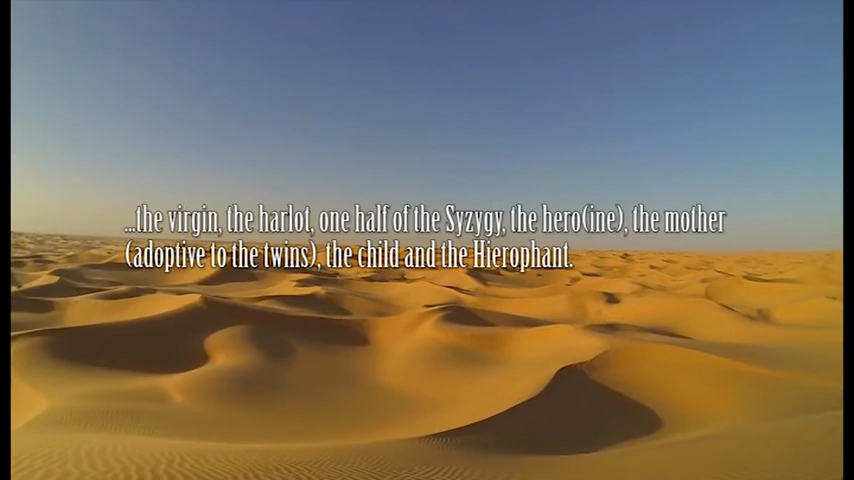 ...the virgin, the harlot, one half of the Syzygy, the hero(ine), the mother
(adoptive to the twins), the child and the Hierophant.